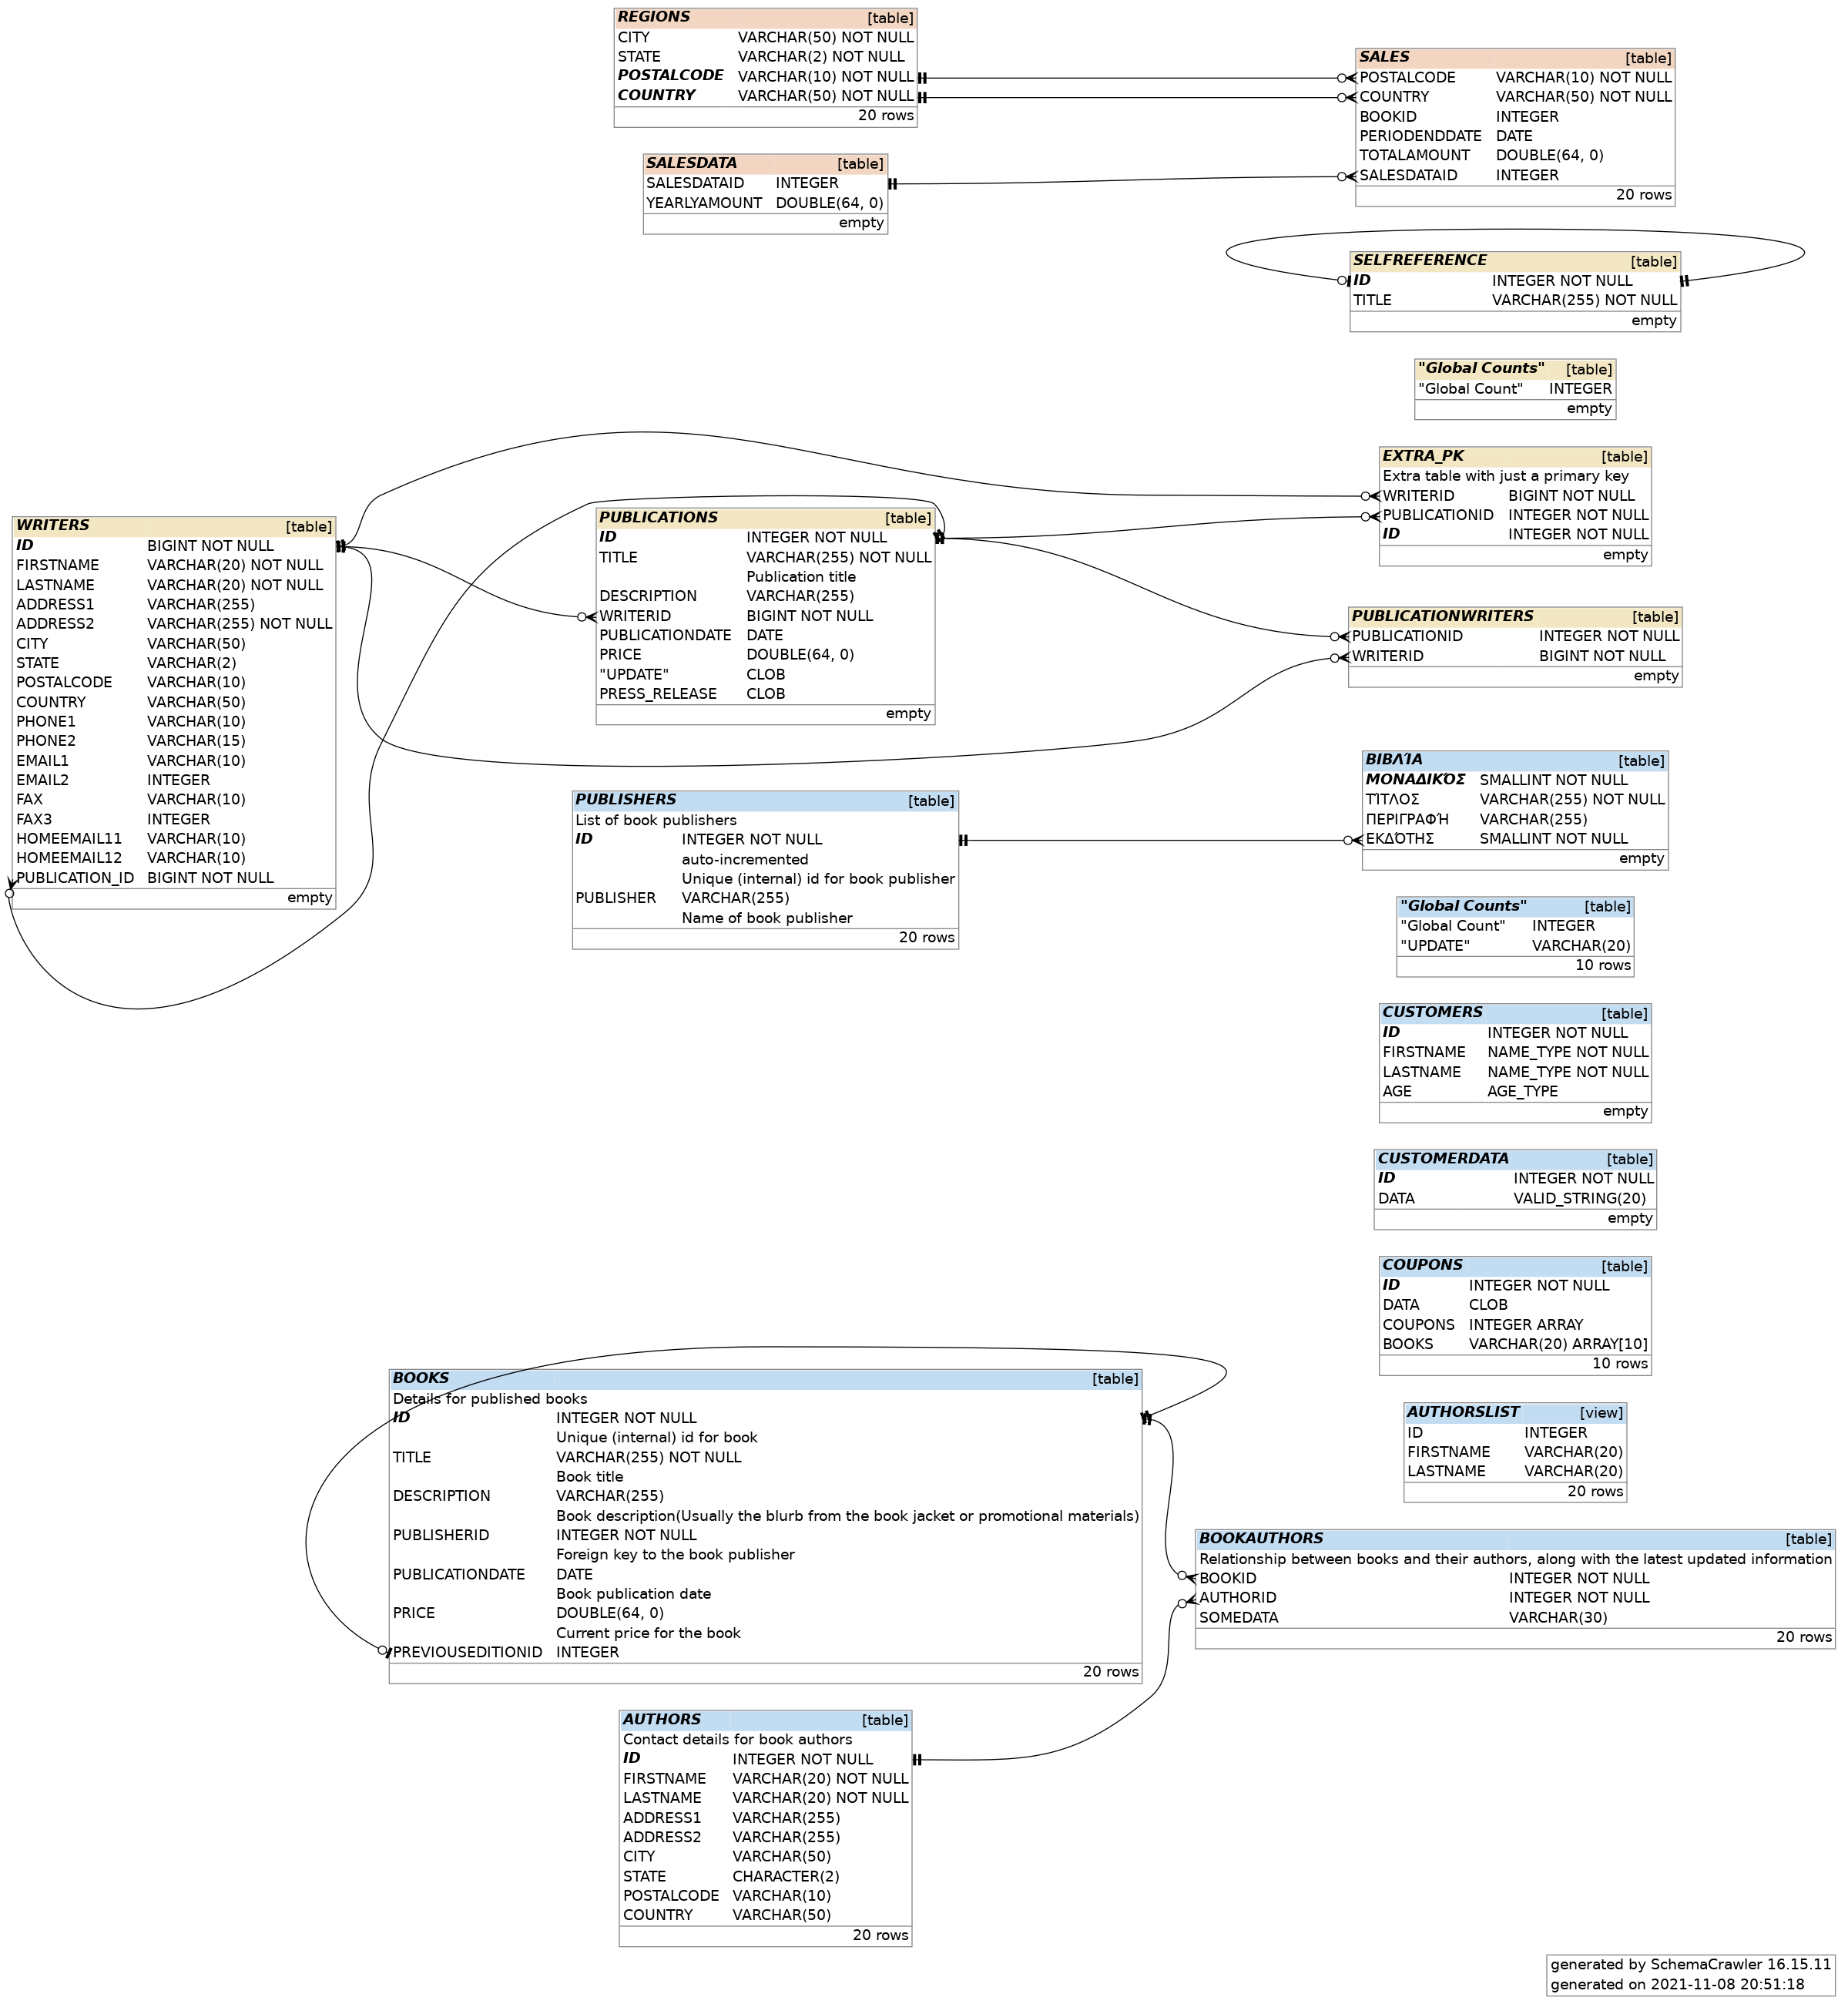 REGIONS [table]
CITY VARCHAR(50) NOT NULL
STATE VARCHAR(2) NOT NULL
POSTALCODE VARCHAR(10) NOT NULL
COUNTRY VARCHAR(50) NOT NULL
20 rows
SALES [table]
POSTALCODE VARCHAR(10) NOT NULL
COUNTRY VARCHAR(50) NOT NULL
BOOKID INTEGER
PERIODENDDATE DATE
TOTALAMOUNT DOUBLE(64, 0)
SALESDATAID INTEGER
20 rows
SALESDATA [table]
SALESDATAID INTEGER
YEARLYAMOUNT DOUBLE(64, 0)
empty
SELFREFERENCE [table]
ID INTEGER NOT NULL
TITLE VARCHAR(255) NOT NULL
empty
"Global Counts" [table]
"Global Count" INTEGER
empty
EXTRA_PK [table]
Extra table with just a primary key
WRITERID BIGINT NOT NULL
PUBLICATIONID INTEGER NOT NULL
ID INTEGER NOT NULL
empty
WRITERS [table]
ID BIGINT NOT NULL
FIRSTNAME VARCHAR(20) NOT NULL
LASTNAME VARCHAR(20) NOT NULL
ADDRESS1 VARCHAR(255)
ADDRESS2 VARCHAR(255) NOT NULL
CITY VARCHAR(50)
STATE VARCHAR(2)
POSTALCODE VARCHAR(10)
COUNTRY VARCHAR(50)
PHONE1 VARCHAR(10)
PHONE2 VARCHAR(15)
EMAIL1 VARCHAR(10)
EMAIL2 INTEGER
FAX VARCHAR(10)
FAX3 INTEGER
HOMEEMAIL11 VARCHAR(10)
HOMEEMAIL12 VARCHAR(10)
PUBLICATION_ID BIGINT NOT NULL
empty
PUBLICATIONS [table]
ID INTEGER NOT NULL
TITLE VARCHAR(255) NOT NULL
Publication title
DESCRIPTION VARCHAR(255)
WRITERID BIGINT NOT NULL
PUBLICATIONDATE DATE
PRICE DOUBLE(64, 0)
"UPDATE" CLOB
PRESS_RELEASE CLOB
empty
PUBLICATIONWRITERS [table]
PUBLICATIONID INTEGER NOT NULL
WRITERID BIGINT NOT NULL
empty
ΒΙΒΛΊΑ [table]
ΜΟΝΑΔΙΚΌΣ SMALLINT NOT NULL
ΤΊΤΛΟΣ VARCHAR(255) NOT NULL
ΠΕΡΙΓΡΑΦΉ VARCHAR(255)
ΕΚΔΌΤΗΣ SMALLINT NOT NULL
empty
PUBLISHERS [table]
List of book publishers
ID INTEGER NOT NULL
auto-incremented
Unique (internal) id for book publisher
PUBLISHER VARCHAR(255)
Name of book publisher
20 rows
"Global Counts" [table]
"Global Count" INTEGER
"UPDATE" VARCHAR(20)
10 rows
CUSTOMERS [table]
ID INTEGER NOT NULL
FIRSTNAME NAME_TYPE NOT NULL
LASTNAME NAME_TYPE NOT NULL
AGE AGE_TYPE
empty
CUSTOMERDATA [table]
ID INTEGER NOT NULL
DATA VALID_STRING(20)
empty
COUPONS [table]
ID INTEGER NOT NULL
DATA CLOB
COUPONS INTEGER ARRAY
BOOKS VARCHAR(20) ARRAY[10]
10 rows
BOOKS [table]
Details for published books
ID INTEGER NOT NULL
Unique (internal) id for book
TITLE VARCHAR(255) NOT NULL
Book title
DESCRIPTION VARCHAR(255)
Book description(Usually the blurb from the book jacket or promotional materials)
PUBLISHERID INTEGER NOT NULL
Foreign key to the book publisher
PUBLICATIONDATE DATE
Book publication date
PRICE DOUBLE(64, 0)
Current price for the book
PREVIOUSEDITIONID INTEGER
20 rows
AUTHORSLIST [view]
ID INTEGER
FIRSTNAME VARCHAR(20)
LASTNAME VARCHAR(20)
20 rows
BOOKAUTHORS [table]
Relationship between books and their authors, along with the latest updated information
BOOKID INTEGER NOT NULL
AUTHORID INTEGER NOT NULL
SOMEDATA VARCHAR(30)
20 rows
AUTHORS [table]
Contact details for book authors
ID INTEGER NOT NULL
FIRSTNAME VARCHAR(20) NOT NULL
LASTNAME VARCHAR(20) NOT NULL
ADDRESS1 VARCHAR(255)
ADDRESS2 VARCHAR(255)
CITY VARCHAR(50)
STATE CHARACTER(2)
POSTALCODE VARCHAR(10)
COUNTRY VARCHAR(50)
20 rows
generated by SchemaCrawler 16.15.11
generated on 2021-11-08 20:51:18